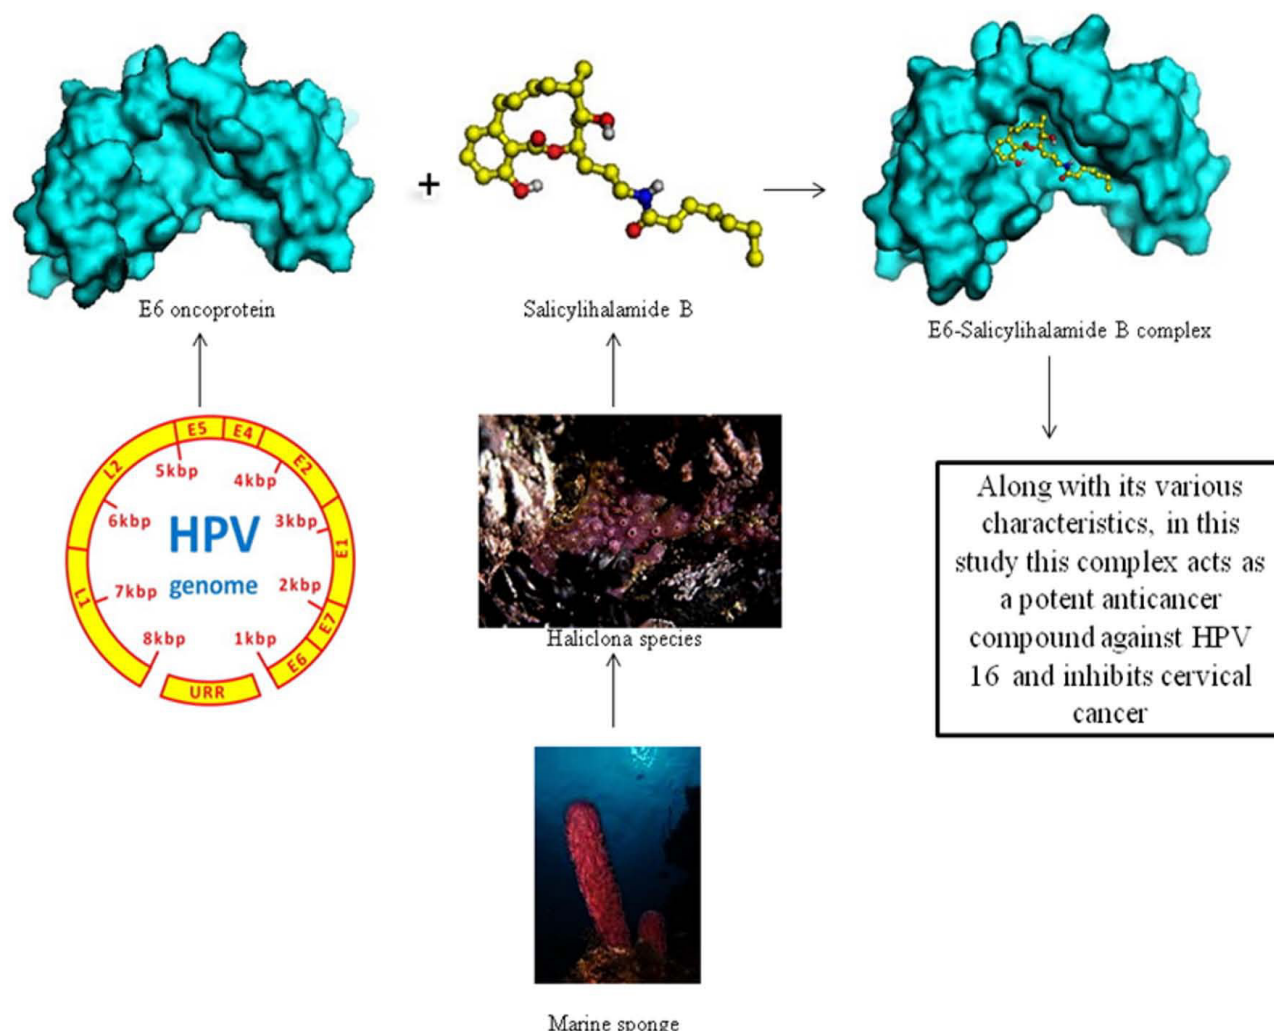 +
E6 oncoprotein
Salicylihalamide B
E6-Salicylihalamide B complex
E5
E4
E2
E1
E7
E6
URR
L1
L2
5kbp
4kbp
3kbp
2kbp
1kbp
8kbp
7kbp
6kbp
HPV
genome
Haliclona species
Marine sponge
Along with its various
characteristics, in this
study this complex acts as
a potent anticancer
compound against HPV
16 and inhibits cervical
cancer